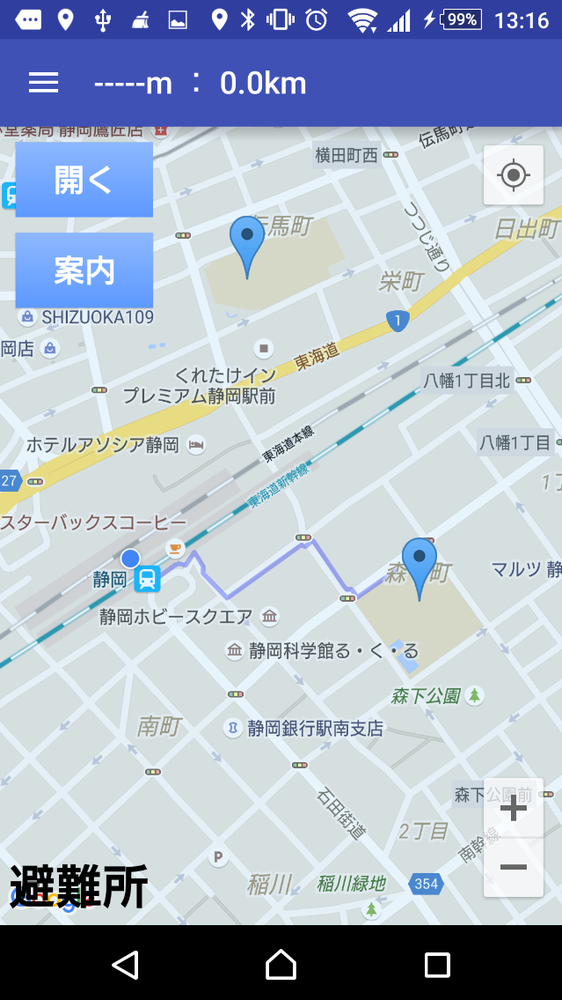 99% 13:16
-----m : 0.0km
静岡鷹匠店
開く
案内
横田町西
伝馬町
つつじ通り
日出町
栄町
1
SHIZUOKA109
岡店
東海道
くれたけイン
プレミアム静岡駅前
八幡1丁目北
ホテルアソシア静岡
東海道本線
八幡1丁目
27
東海道新幹線
スターバックスコーヒー
静岡
マルツ 静
静岡ホビースクエア
静岡科学館る・く・る
森下公園
南町
静岡銀行駅南支店
石田街道
森下公園前
2丁目
南幹線
P
稲川
稲川緑地
354
避難所
+
−